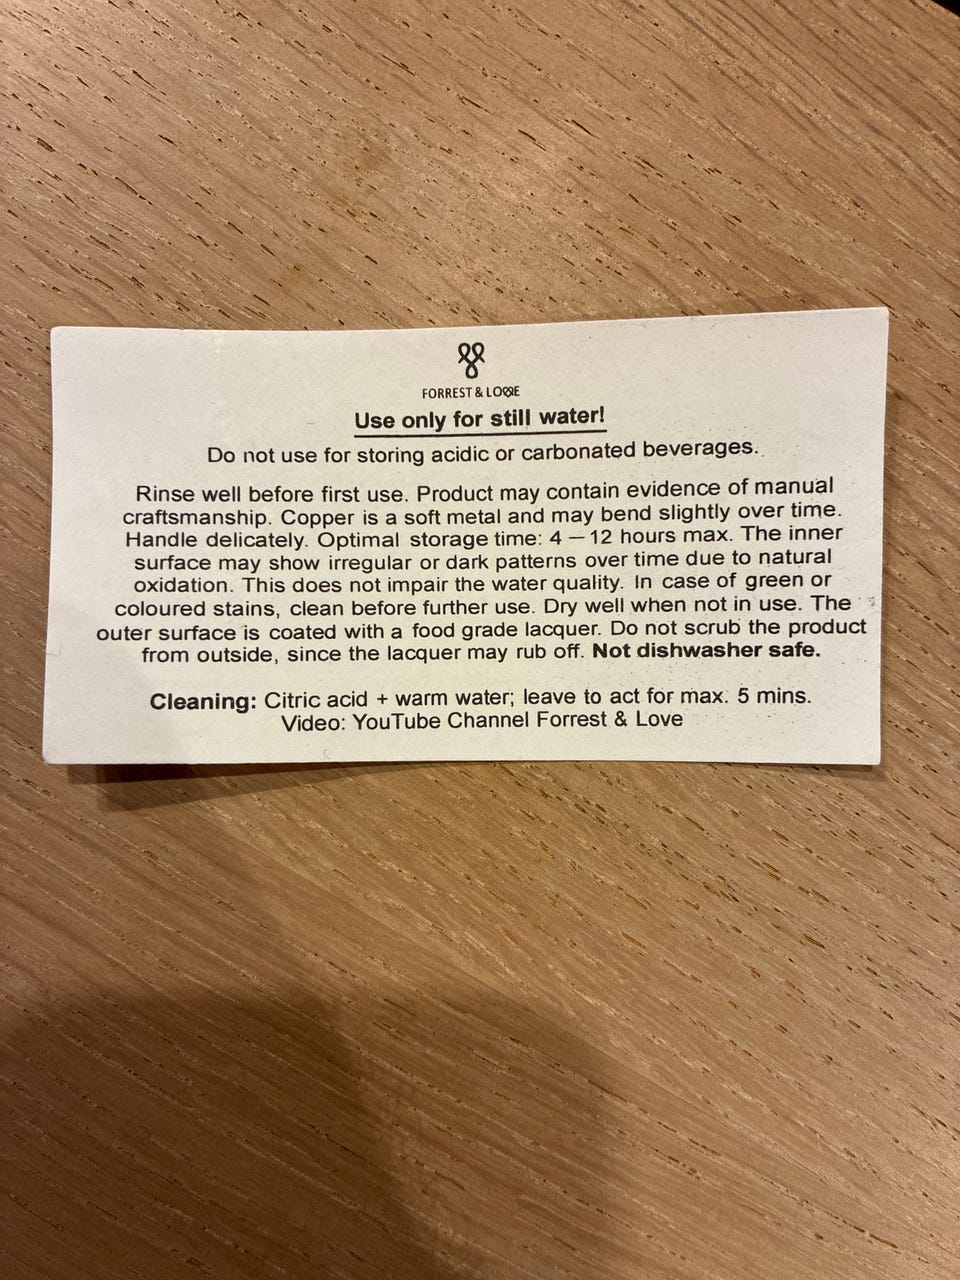 FORREST & LOVE
Use only for still water!
Do not use for storing acidic or carbonated beverages.
Rinse well before first use. Product may contain evidence of manual
craftsmanship. Copper is a soft metal and may bend slightly over time.
Handle delicately. Optimal storage time: 4 – 12 hours max. The inner
surface may show irregular or dark patterns over time due to natural
oxidation. This does not impair the water quality. In case of green or
coloured stains, clean before further use. Dry well when not in use. The
outer surface is coated with a food grade lacquer. Do not scrub the product
from outside, since the lacquer may rub off. Not dishwasher safe.
Cleaning: Citric acid + warm water; leave to act for max. 5 mins.
Video: YouTube Channel Forrest & Love